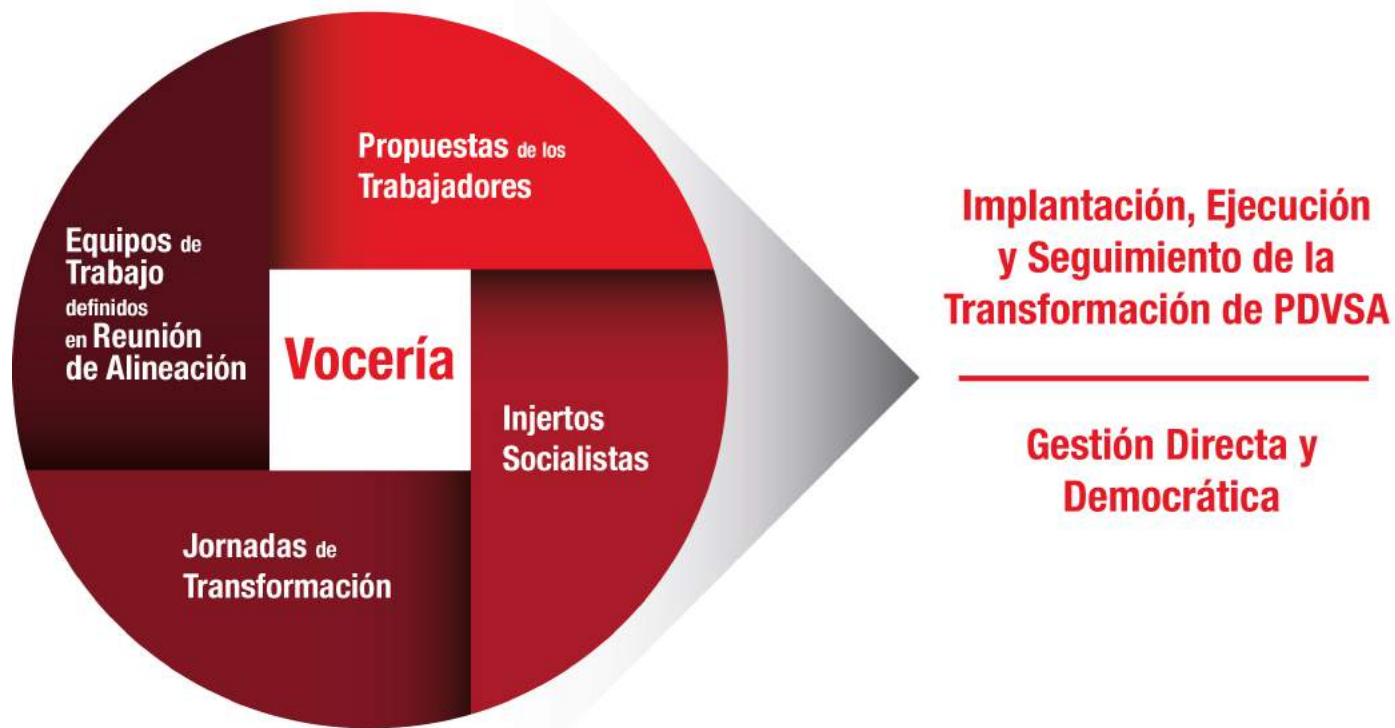 Propuestas de los
Trabajadores
Equipos de
Trabajo
definidos
en Reunión
de Alineación
Vocería
Injertos
Socialistas
Jornadas de
Transformación
Implantación, Ejecución
y Seguimiento de la
Transformación de PDVSA
Gestión Directa y
Democrática